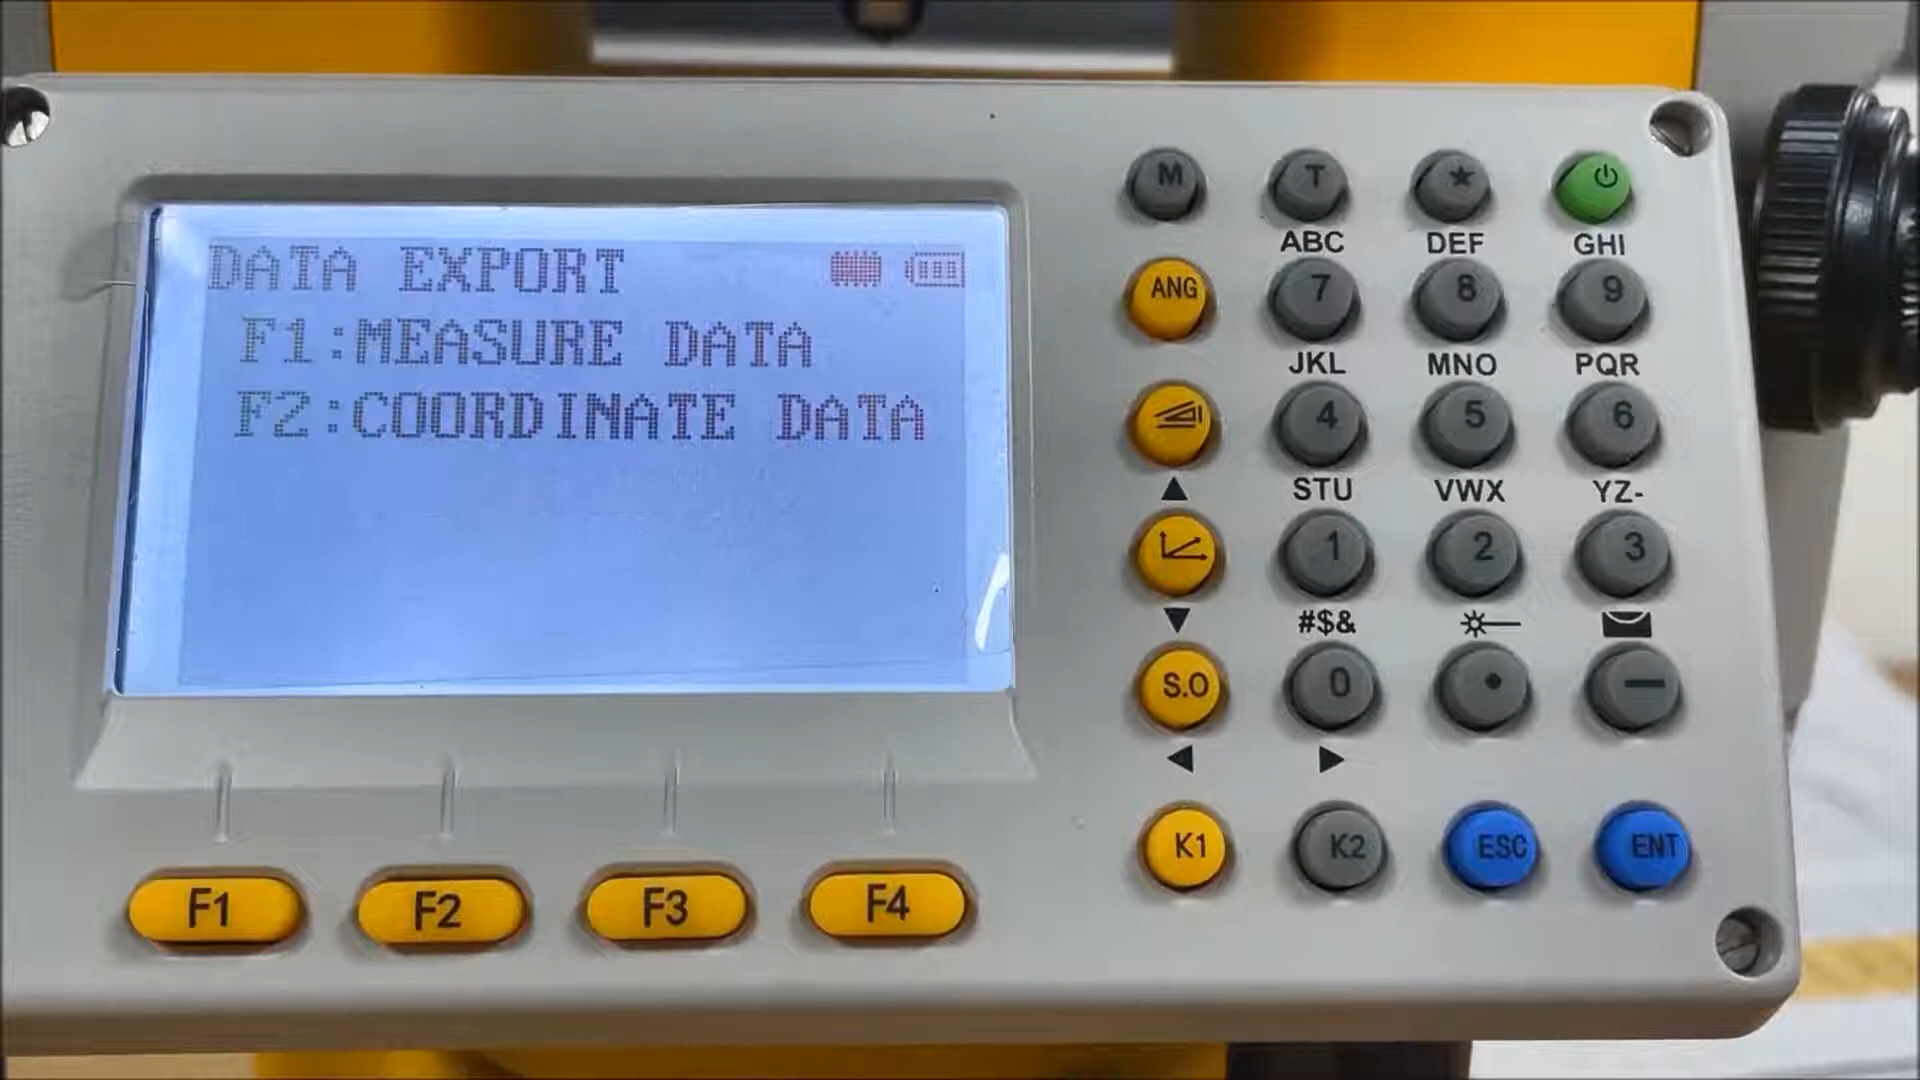 DATA EXPORT
F1:MEASURE DATA
F2:COORDINATE DATA
M T ★
ABC DEF GHI
ANG 7 8 9
JKL MNO PQR
4 5 6
STU VWX YZ-
1 2 3
#$&
S.O 0 • —
K1 K2 ESC ENT
F1 F2 F3 F4